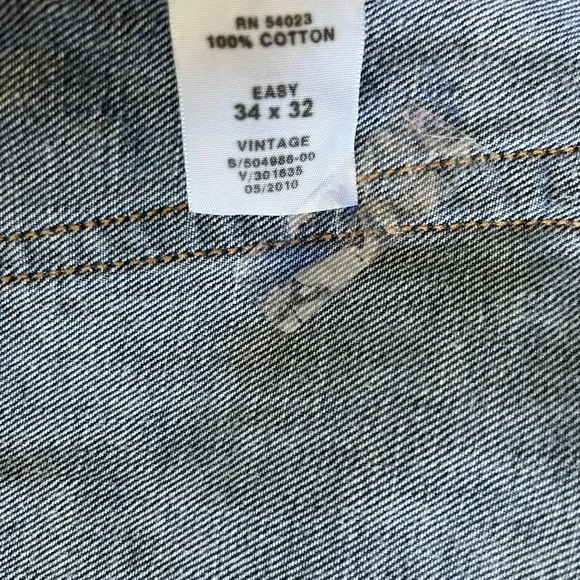 RN 54023
100% COTTON
EASY
34 x 32
VINTAGE
S/504986-00
V/301635
05/2010